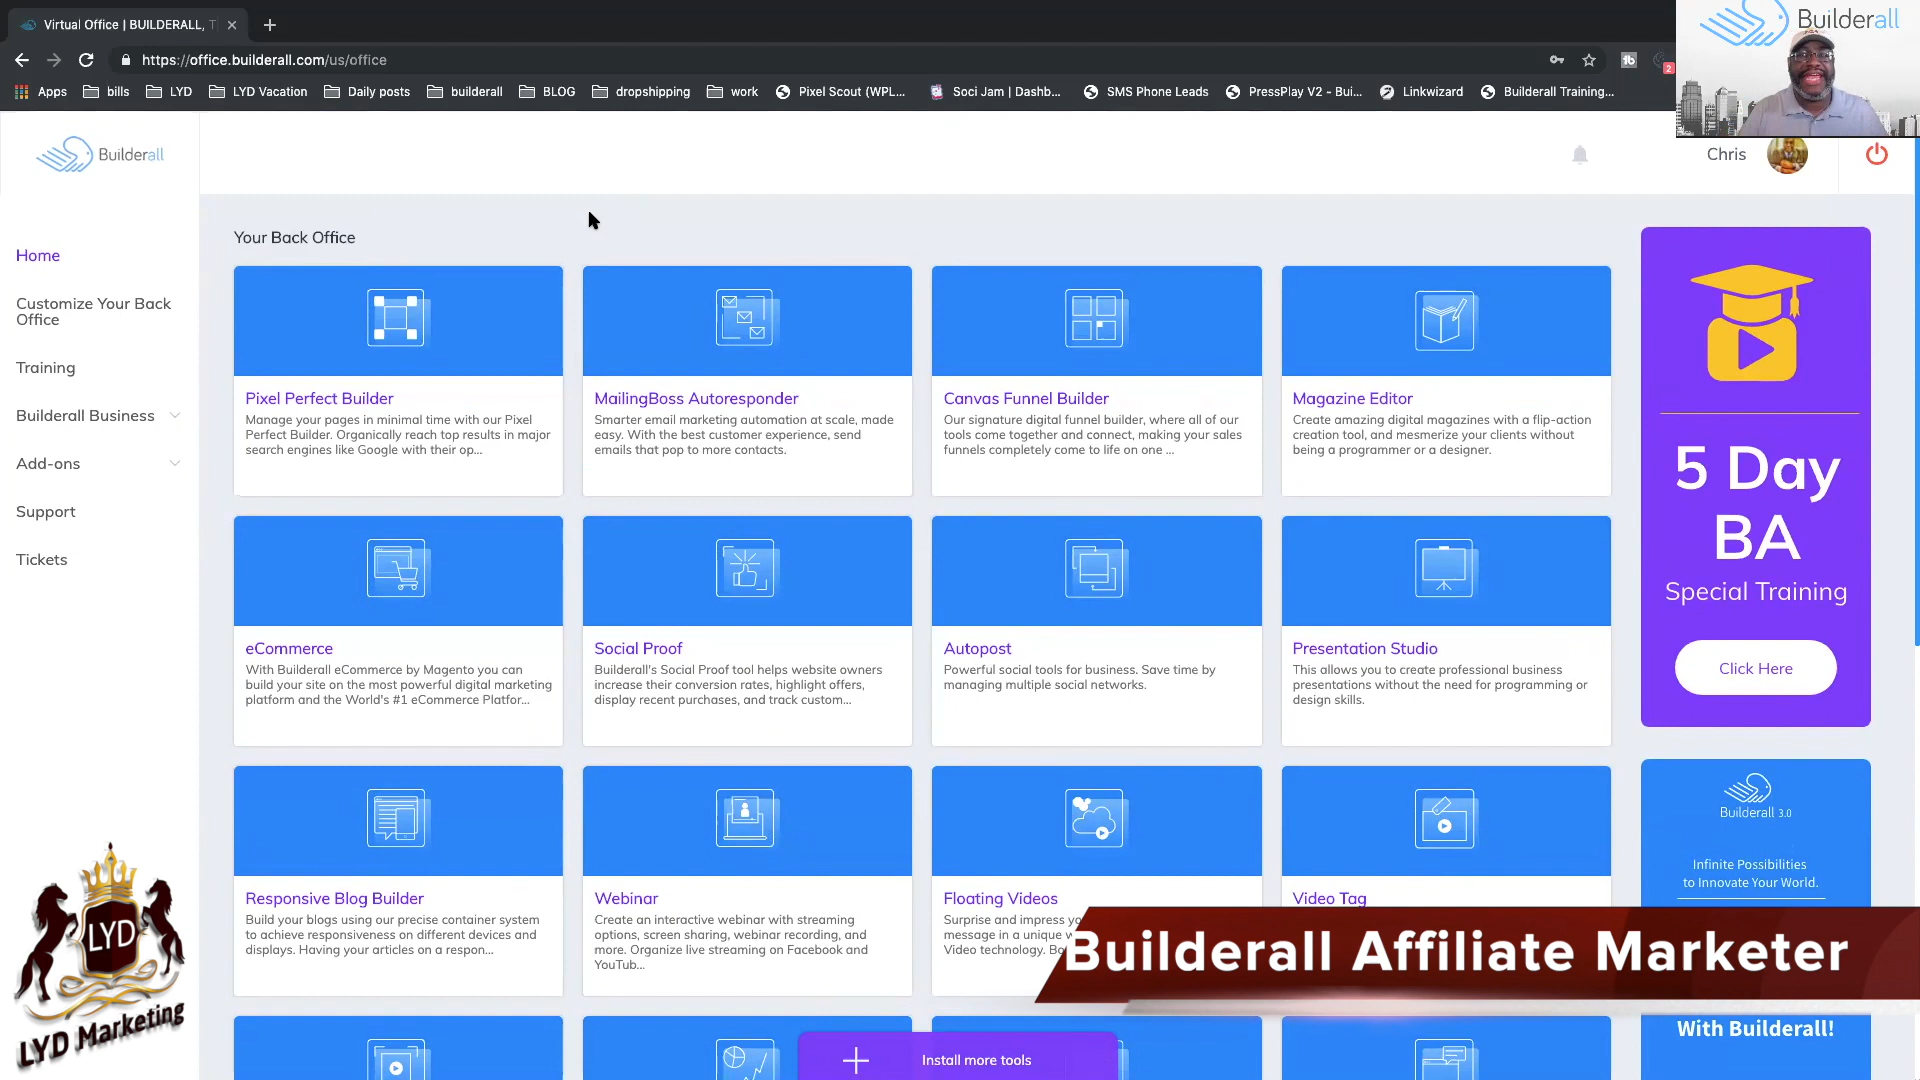 Virtual Office | BUILDERALL, T
https://office.builderall.com/us/office
Apps
bills
LYD
LYD Vacation
Daily posts
builderall
BLOG
dropshipping
work
Pixel Scout (WPL...
Soci Jam | Dashb...
SMS Phone Leads
PressPlay V2 - Bui...
Linkwizard
Builderall Training...
tb
2
Builderall
Builderall
Chris
Home
Customize Your Back
Office
Training
Builderall Business
Add-ons
Support
Tickets
Your Back Office
Pixel Perfect Builder
Manage your pages in minimal time with our Pixel
Perfect Builder. Organically reach top results in major
search engines like Google with their op...
MailingBoss Autoresponder
Smarter email marketing automation at scale, made
easy. With the best customer experience, send
emails that pop to more contacts.
Canvas Funnel Builder
Our signature digital funnel builder, where all of our
tools come together and connect, making your sales
funnels completely come to life on one ...
Magazine Editor
Create amazing digital magazines with a flip-action
creation tool, and mesmerize your clients without
being a programmer or a designer.
eCommerce
With Builderall eCommerce by Magento you can
build your site on the most powerful digital marketing
platform and the World's #1 eCommerce Platfor...
Social Proof
Builderall's Social Proof tool helps website owners
increase their conversion rates, highlight offers,
display recent purchases, and track custom...
Autopost
Powerful social tools for business. Save time by
managing multiple social networks.
Presentation Studio
This allows you to create professional business
presentations without the need for programming or
design skills.
Responsive Blog Builder
Build your blogs using our precise container system
to achieve responsiveness on different devices and
displays. Having your articles on a respon...
Webinar
Create an interactive webinar with streaming
options, screen sharing, webinar recording, and
more. Organize live streaming on Facebook and
YouTub...
Floating Videos
Surprise and impress yo
message in a unique w
Video technology. Bo
Video Tag
5 Day
BA
Special Training
Click Here
Builderall 3.0
Infinite Possibilities
to Innovate Your World.
With Builderall!
Builderall Affiliate Marketer
Install more tools
LYD
LYD Marketing